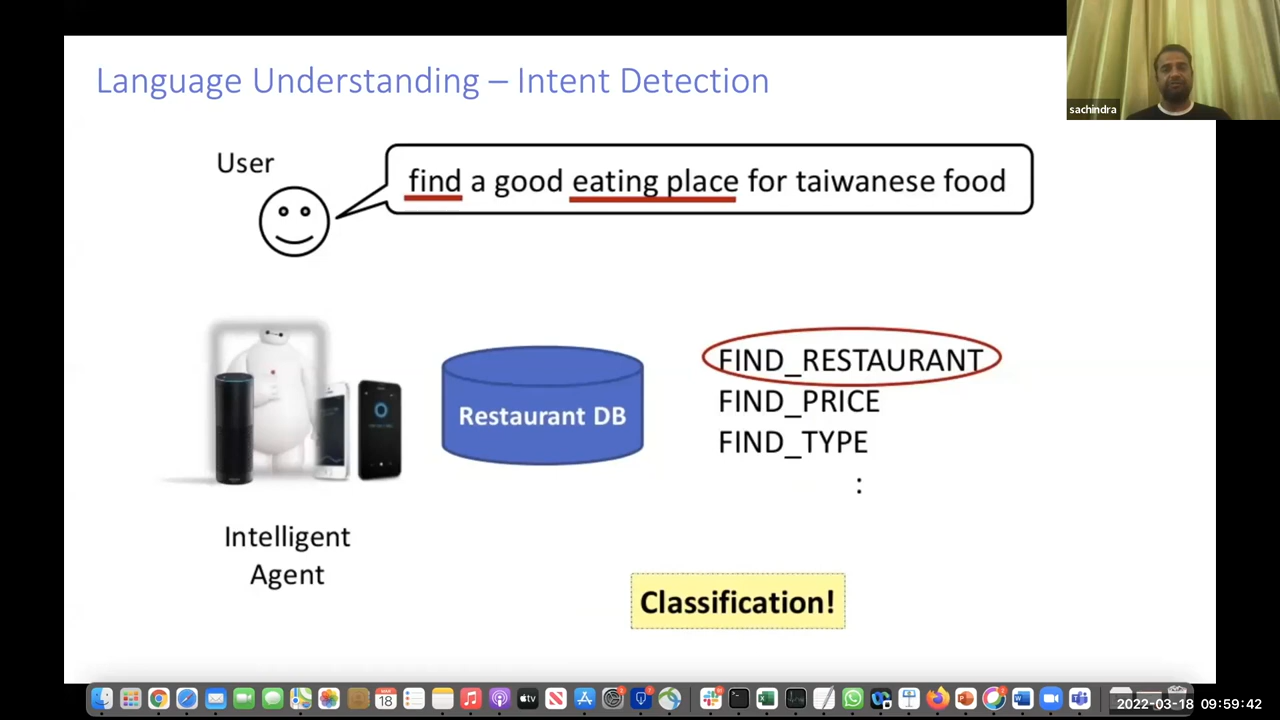 Language Understanding – Intent Detection
sachindra
User
find a good eating place for taiwanese food
FIND_RESTAURANT
FIND_PRICE
FIND_TYPE
:
Restaurant DB
Intelligent
Agent
Classification!
2022-03-18 09:59:42